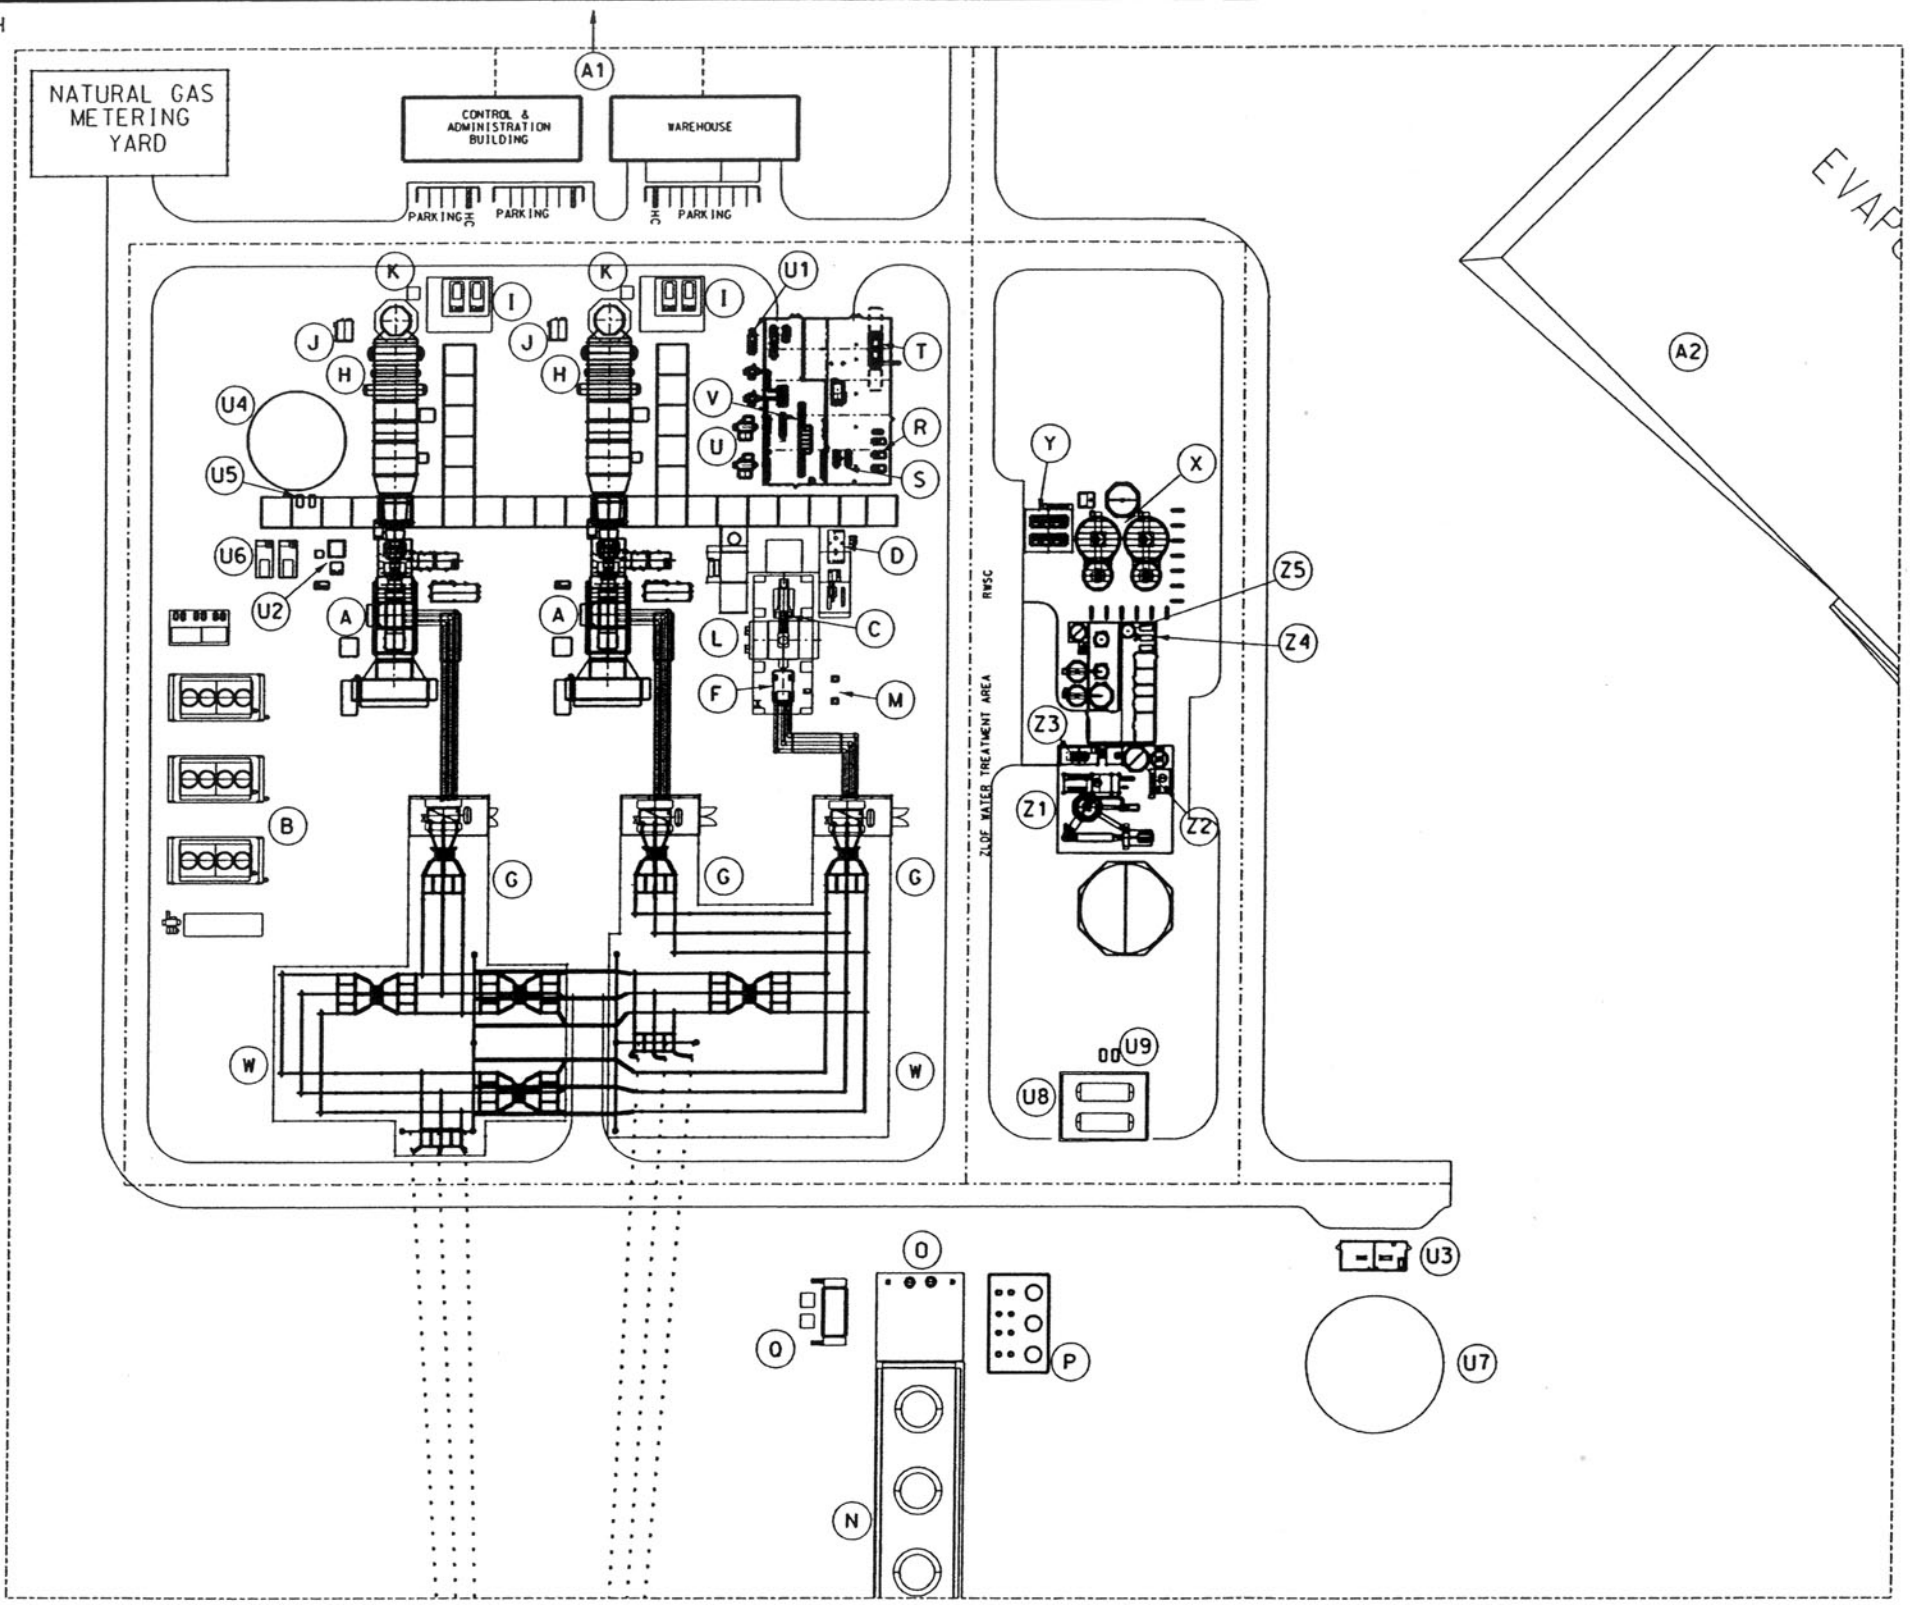 A1
NATURAL GAS
METERING
YARD
CONTROL &
ADMINISTRATION
BUILDING
WAREHOUSE
PARKING
HC
PARKING
HC
PARKING
A2
K
I
K
I
U1
J
H
J
H
T
U4
V
R
U
Y
X
U5
S
U6
U2
D
Z5
RWSC
A
A
L
C
Z4
F
M
ZLDF WATER TREATMENT AREA
Z3
Z1
Z2
B
G
G
G
W
W
U9
U8
O
U3
Q
P
U7
N